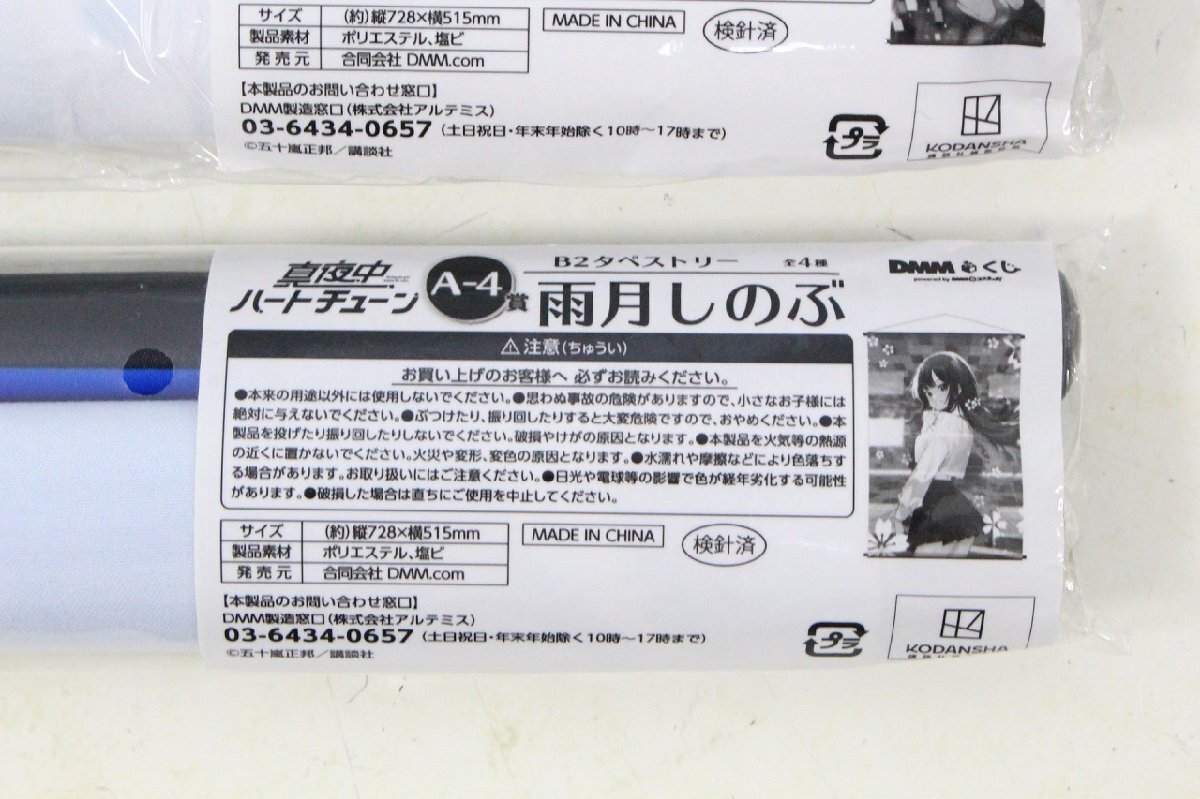 サイズ (約)縦728×横515mm
製品素材 ポリエステル、塩ビ
発売元 合同会社 DMM.com
MADE IN CHINA
検針済
【本製品のお問い合わせ窓口】
DMM製造窓口(株式会社アルテミス)
03-6434-0657 (土日祝日・年末年始除く10時〜17時まで)
©五十嵐正邦/講談社
プラ
KODANSHA
真夜中
ハートチューン
A-4賞
B2タペストリー 全4種
雨月しのぶ
DMMくじ
⚠注意(ちゅうい)
お買い上げのお客様へ 必ずお読みください。
●本来の用途以外には使用しないでください。●思わぬ事故の危険がありますので、小さなお子様には
絶対に与えないでください。●ぶつけたり、振り回したりすると大変危険ですので、おやめください。●本
製品を投げたり振り回したりしないでください。破損やけがの原因となります。●本製品を火気等の熱源
の近くに置かないでください。火災や変形、変色の原因となります。●水濡れや摩擦などにより色落ちす
る場合があります。お取り扱いにはご注意ください。●日光や電球等の影響で色が経年劣化する可能性
があります。●破損した場合は直ちにご使用を中止してください。
サイズ (約)縦728×横515mm
製品素材 ポリエステル、塩ビ
発売元 合同会社 DMM.com
MADE IN CHINA
検針済
【本製品のお問い合わせ窓口】
DMM製造窓口(株式会社アルテミス)
03-6434-0657 (土日祝日・年末年始除く10時〜17時まで)
©五十嵐正邦/講談社
プラ
KODANSHA